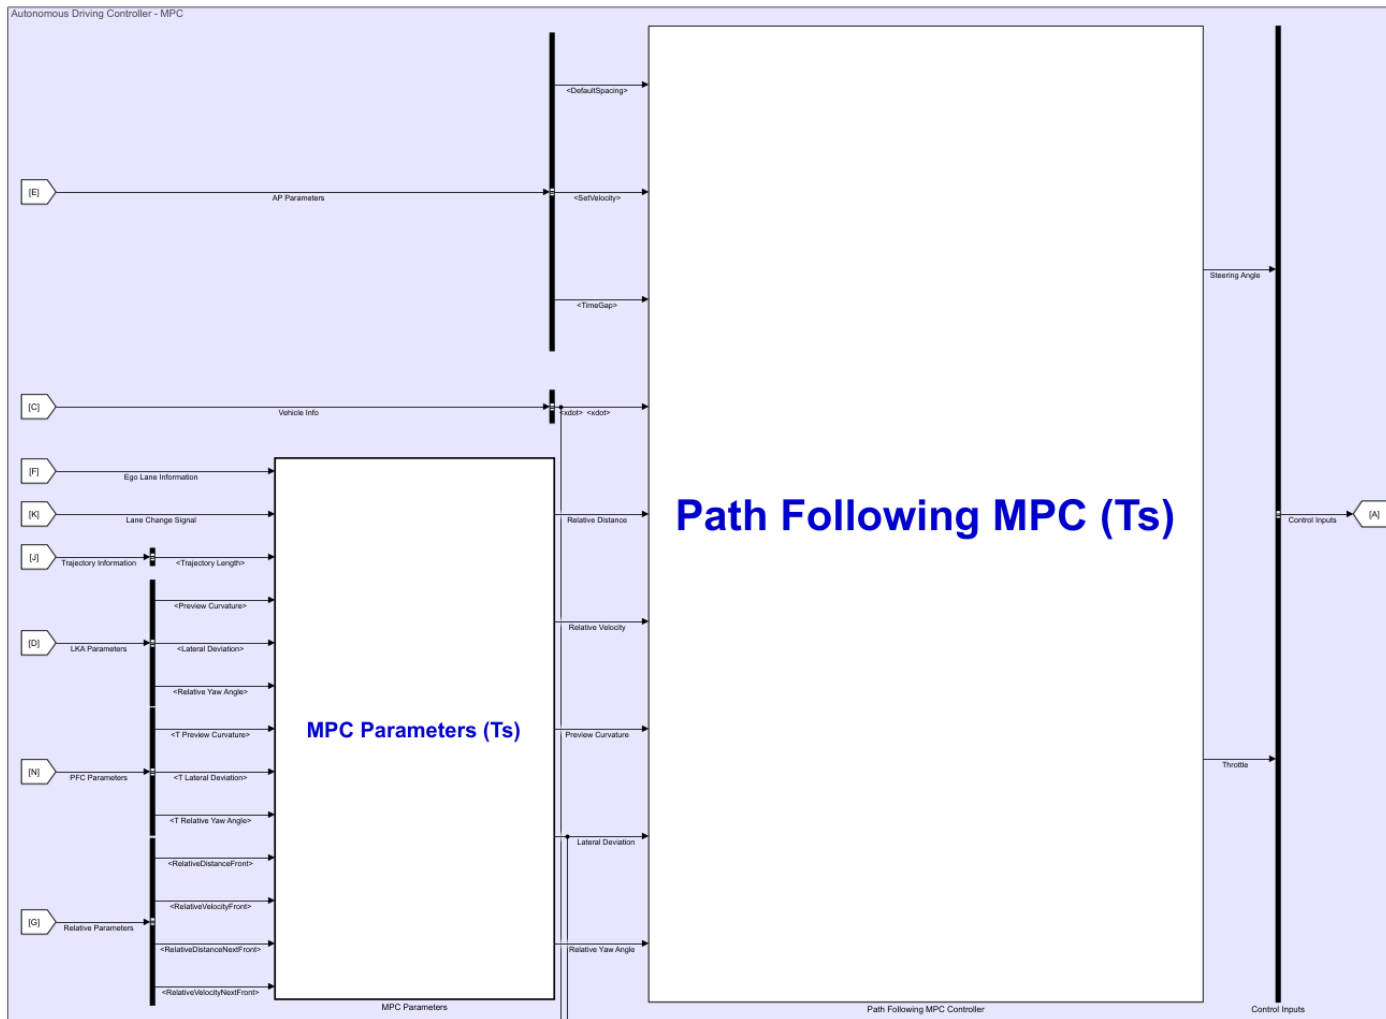 Autonomous Driving Controller - MPC
<DefaultSpacing>
[E]
AP Parameters
<SetVelocity>
<TimeGap>
Steering Angle
[C]
Vehicle Info
<xdot> <xdot>
[F]
Ego Lane Information
[K]
Lane Change Signal
Relative Distance
Path Following MPC (Ts)
Control Inputs
[A]
[J]
Trajectory Information
<Trajectory Length>
<Preview Curvature>
Relative Velocity
[D]
LKA Parameters
<Lateral Deviation>
<Relative Yaw Angle>
MPC Parameters (Ts)
<T Preview Curvature>
Preview Curvature
Throttle
[N]
PFC Parameters
<T Lateral Deviation>
<T Relative Yaw Angle>
Lateral Deviation
<RelativeDistanceFront>
<RelativeVelocityFront>
[G]
Relative Parameters
<RelativeDistanceNextFront>
Relative Yaw Angle
<RelativeVelocityNextFront>
MPC Parameters
Path Following MPC Controller
Control Inputs